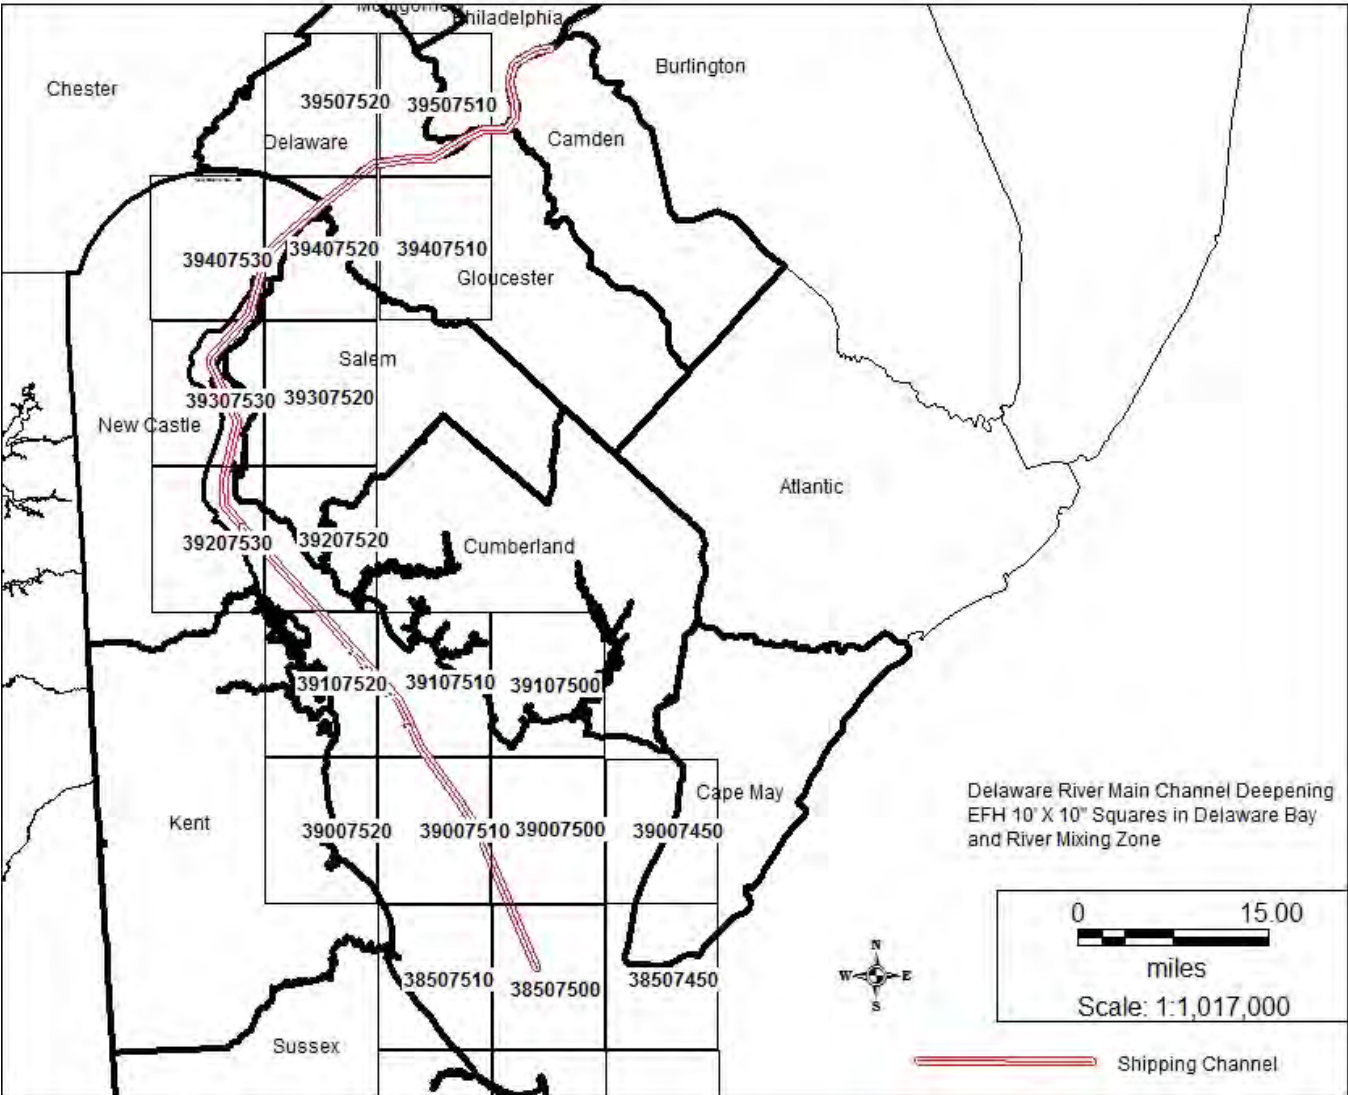 Philadelphia
Burlington
Chester
39507520
39507510
Delaware
Camden
39407530
39407520
39407510
Gloucester
Salem
39307530
39307520
New Castle
Atlantic
39207530
39207520
Cumberland
39107520
39107510
39107500
Cape May
Kent
39007520
39007510
39007500
39007450
Delaware River Main Channel Deepening
EFH 10' X 10" Squares in Delaware Bay
and River Mixing Zone
0 15.00
miles
Scale: 1:1,017,000
N
W E
S
38507510
38507500
38507450
Sussex
Shipping Channel